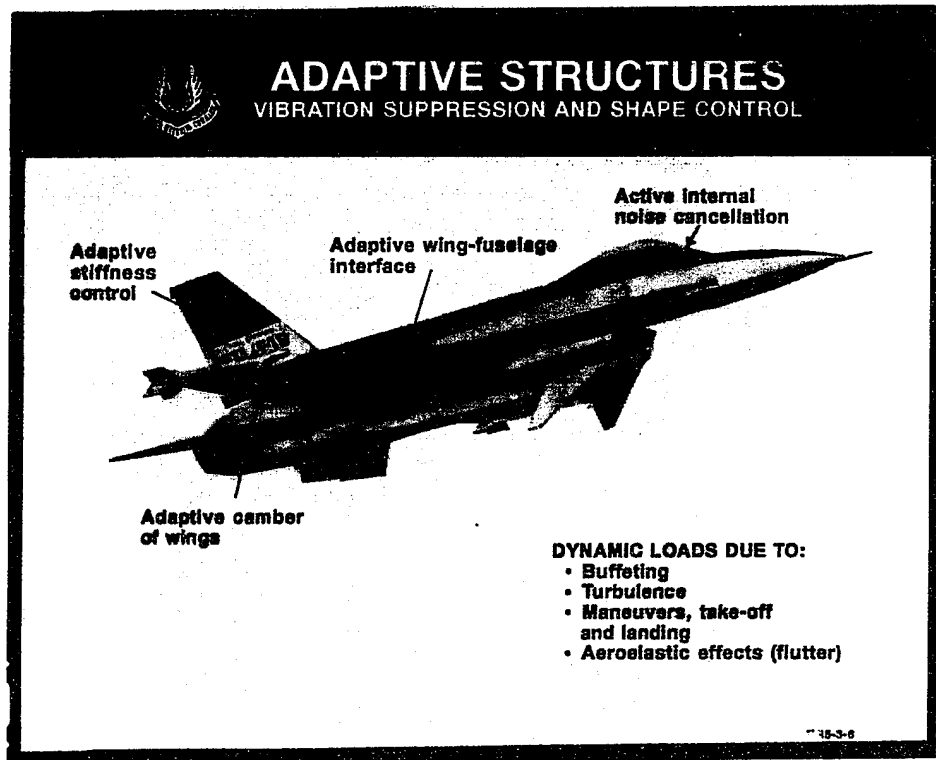 ADAPTIVE STRUCTURES
VIBRATION SUPPRESSION AND SHAPE CONTROL
Active internal
noise cancellation
Adaptive wing-fuselage
interface
Adaptive
stiffness
control
Adaptive camber
of wings
DYNAMIC LOADS DUE TO:
• Buffeting
• Turbulence
• Maneuvers, take-off
and landing
• Aeroelastic effects (flutter)